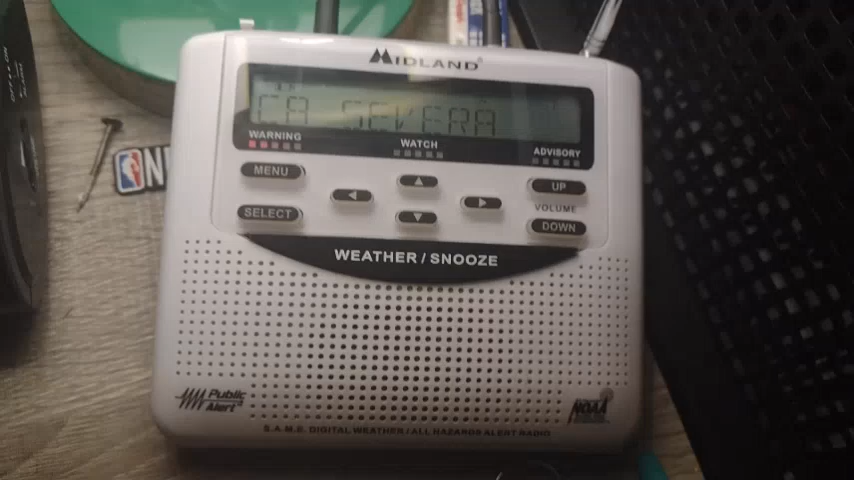 MIDLAND
CA SEVERA
WARNING
WATCH
ADVISORY
MENU
UP
VOLUME
SELECT
DOWN
WEATHER / SNOOZE
Public
Alert
NOAA
S.A.M.E. DIGITAL WEATHER / ALL HAZARDS ALERT RADIO